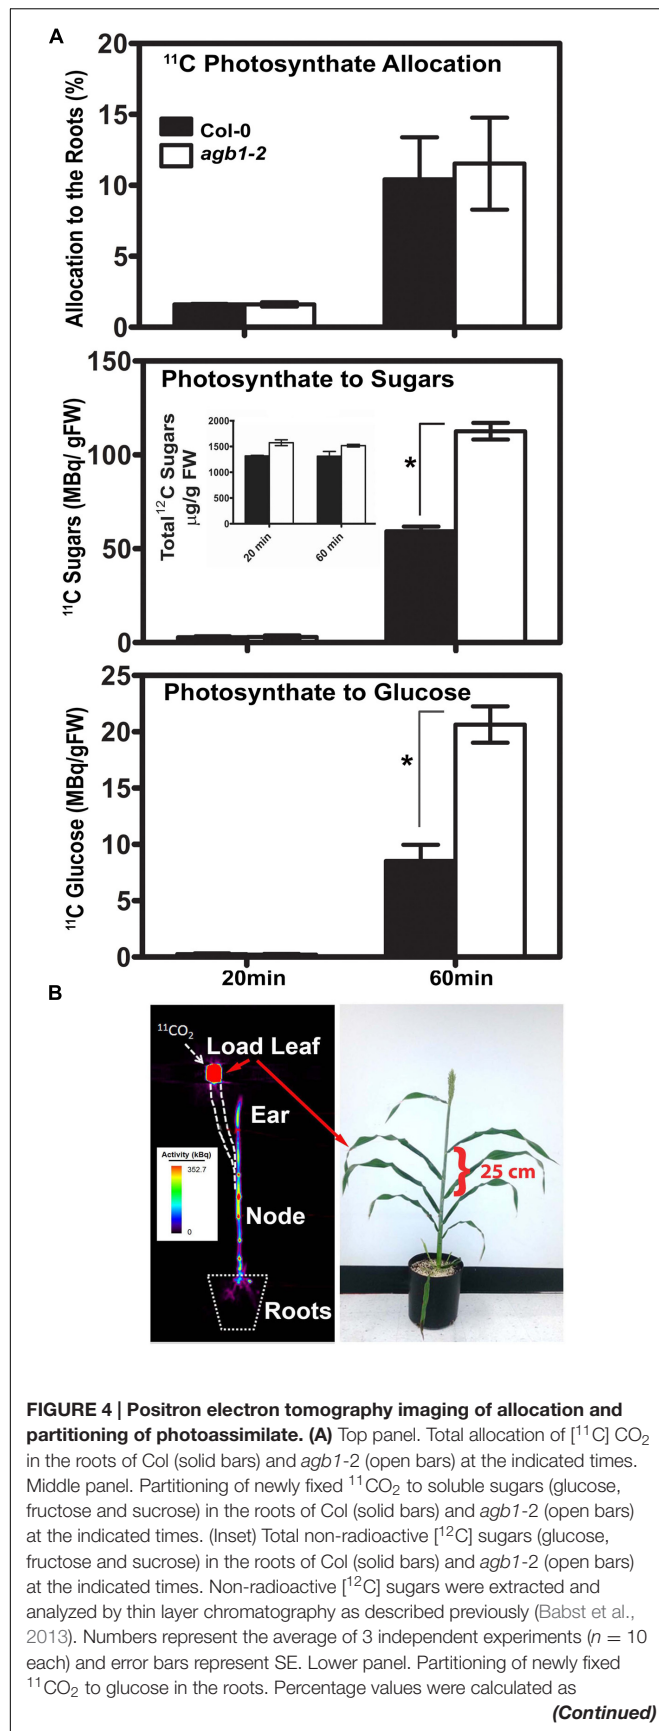 A
20
15
10
5
0
Allocation to the Roots (%)
¹¹C Photosynthate Allocation
Col-0
agb1-2
150
100
50
0
¹¹C Sugars (MBq/ gFW)
Photosynthate to Sugars
Total ¹²C Sugars
µg/g FW
2000
1500
1000
500
0
20 min
60 min
*
25
20
15
10
5
0
¹¹C Glucose (MBq/gFW)
Photosynthate to Glucose
*
20min
60min
B
¹¹CO₂
Load Leaf
Ear
Activity (kBq)
352.7
0
Node
Roots
25 cm
FIGURE 4 | Positron electron tomography imaging of allocation and
partitioning of photoassimilate. (A) Top panel. Total allocation of [¹¹C] CO₂
in the roots of Col (solid bars) and agb1-2 (open bars) at the indicated times.
Middle panel. Partitioning of newly fixed ¹¹CO₂ to soluble sugars (glucose,
fructose and sucrose) in the roots of Col (solid bars) and agb1-2 (open bars)
at the indicated times. (Inset) Total non-radioactive [¹²C] sugars (glucose,
fructose and sucrose) in the roots of Col (solid bars) and agb1-2 (open bars)
at the indicated times. Non-radioactive [¹²C] sugars were extracted and
analyzed by thin layer chromatography as described previously (Babst et al.,
2013). Numbers represent the average of 3 independent experiments (n = 10
each) and error bars represent SE. Lower panel. Partitioning of newly fixed
¹¹CO₂ to glucose in the roots. Percentage values were calculated as
(Continued)